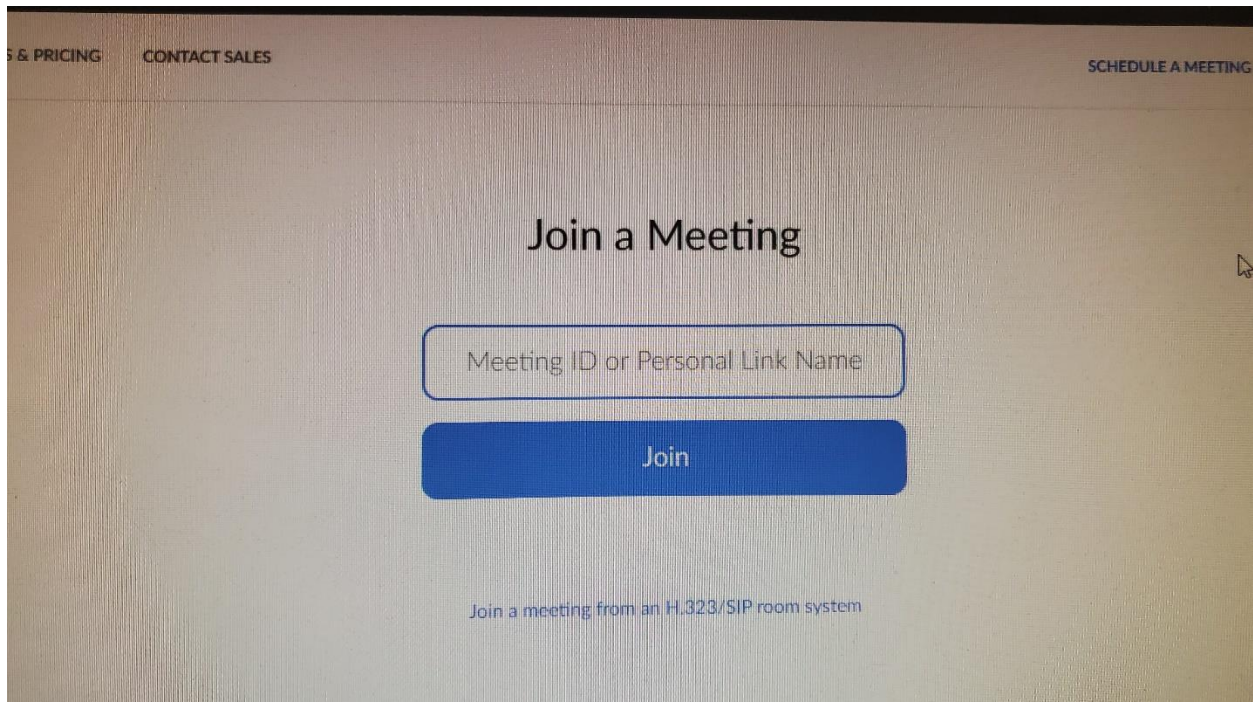 & PRICING CONTACT SALES SCHEDULE A MEETING
Join a Meeting
Meeting ID or Personal Link Name
Join
Join a meeting from an H.323/SIP room system